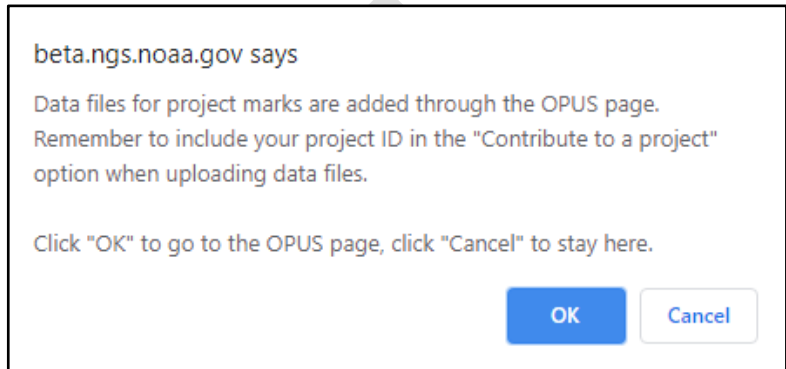 beta.ngs.noaa.gov says
Data files for project marks are added through the OPUS page.
Remember to include your project ID in the "Contribute to a project"
option when uploading data files.
Click "OK" to go to the OPUS page, click "Cancel" to stay here.
OK Cancel